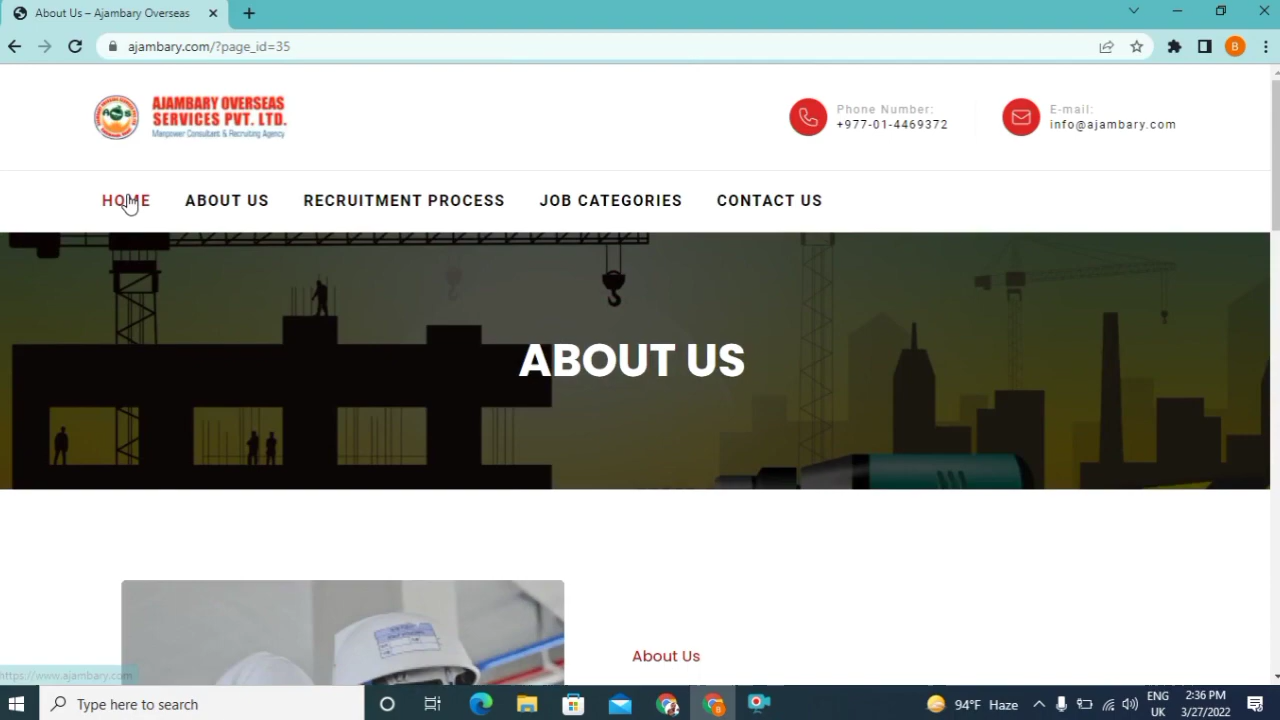 About Us – Ajambary Overseas
ajambary.com/?page_id=35
B
AJAMBARY OVERSEAS
SERVICES PVT. LTD.
Manpower Consultant & Recruiting Agency
Phone Number:
+977-01-4469372
E-mail:
info@ajambary.com
HOME ABOUT US RECRUITMENT PROCESS JOB CATEGORIES CONTACT US
ABOUT US
About Us
https://www.ajambary.com
Type here to search
94°F Haze
ENG
UK
2:36 PM
3/27/2022